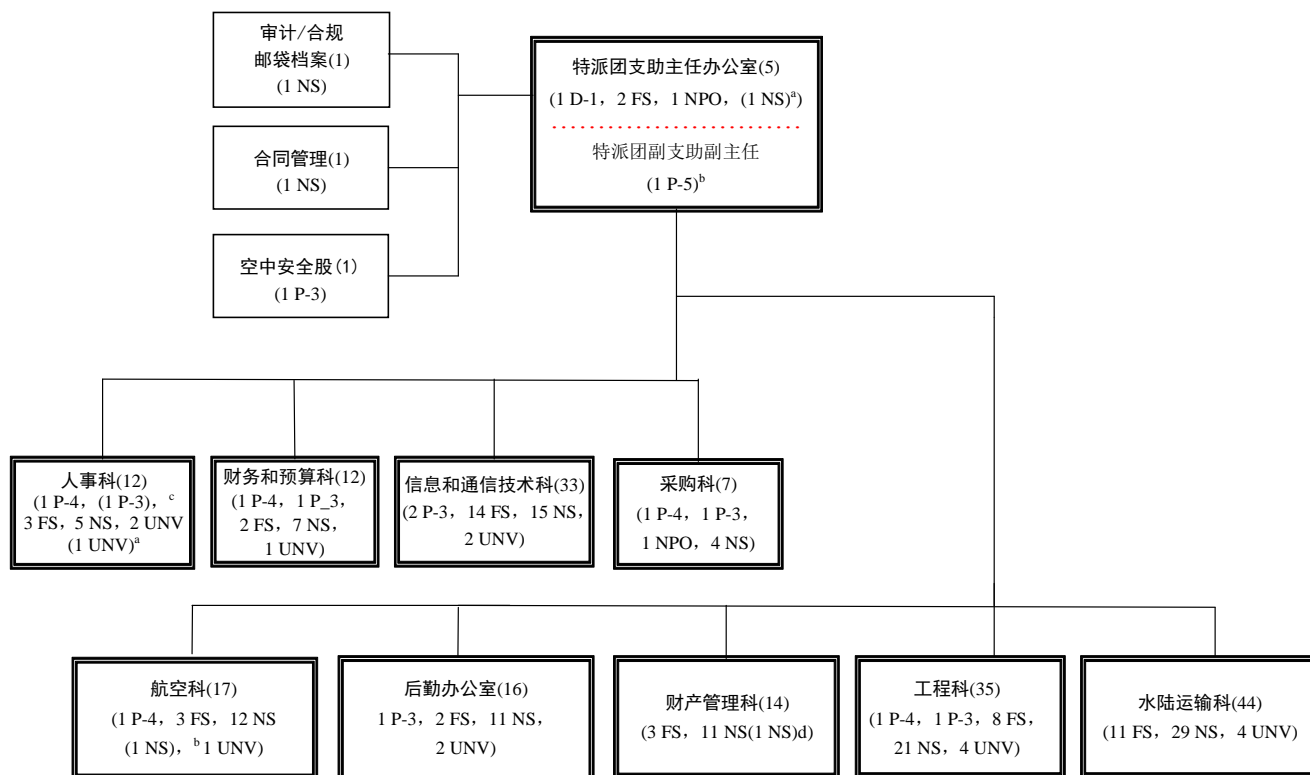 审计/合规
邮袋档案(1)
(1 NS)
合同管理(1)
(1 NS)
空中安全股(1)
(1 P-3)
特派团支助主任办公室(5)
(1 D-1，2 FS，1 NPO，(1 NS)a)
特派团副支助副主任
(1 P-5)b
人事科(12)
(1 P-4，(1 P-3)，c
3 FS，5 NS，2 UNV
(1 UNV)a
财务和预算科(12)
(1 P-4，1 P_3，
2 FS，7 NS，
1 UNV)
信息和通信技术科(33)
(2 P-3，14 FS，15 NS，
2 UNV)
采购科(7)
(1 P-4，1 P-3，
1 NPO，4 NS)
航空科(17)
(1 P-4，3 FS，12 NS
(1 NS)，b 1 UNV)
后勤办公室(16)
1 P-3，2 FS，11 NS，
2 UNV)
财产管理科(14)
(3 FS，11 NS(1 NS)d)
工程科(35)
(1 P-4，1 P-3，8 FS，
21 NS，4 UNV)
水陆运输科(44)
(11 FS，29 NS，4 UNV)